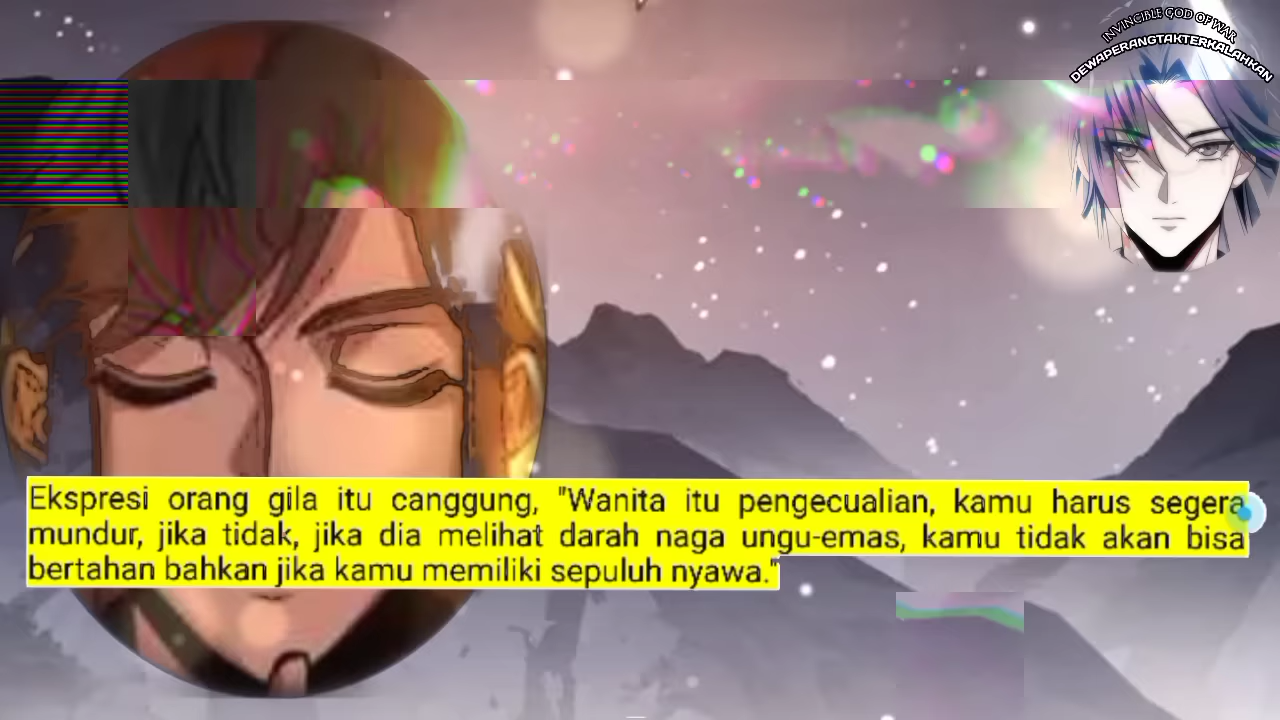 INVINCIBLE GOD OF WAR
DEWAPERANGTAKTERKALAHKAN
Ekspresi orang gila itu canggung, "Wanita itu pengecualian, kamu harus segera
mundur, jika tidak, jika dia melihat darah naga ungu-emas, kamu tidak akan bisa
bertahan bahkan jika kamu memiliki sepuluh nyawa."